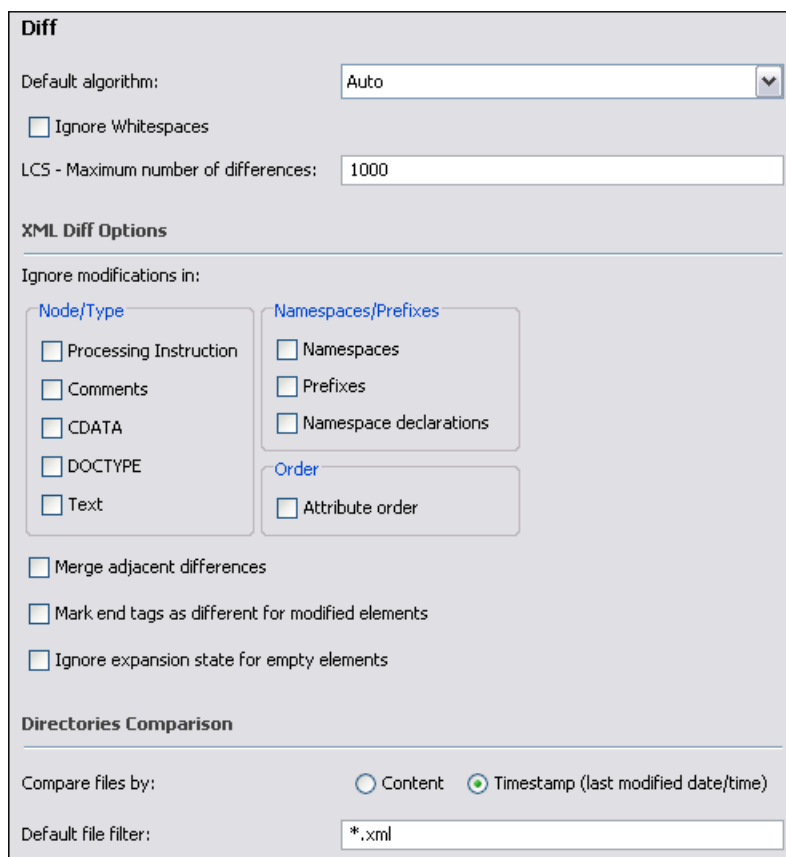 Diff
Default algorithm: Auto
Ignore Whitespaces
LCS - Maximum number of differences: 1000
XML Diff Options
Ignore modifications in:
Node/Type
Processing Instruction
Comments
CDATA
DOCTYPE
Text
Namespaces/Prefixes
Namespaces
Prefixes
Namespace declarations
Order
Attribute order
Merge adjacent differences
Mark end tags as different for modified elements
Ignore expansion state for empty elements
Directories Comparison
Compare files by: Content Timestamp (last modified date/time)
Default file filter: *.xml